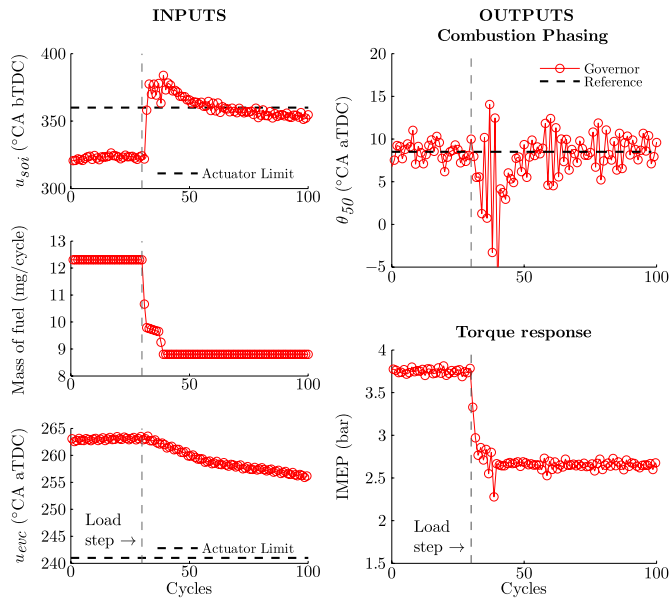 INPUTS
400
350
300
u_soi (°CA bTDC)
Actuator Limit
0
50
100
13
12
11
10
9
8
Mass of fuel (mg/cycle)
0
50
100
265
260
255
250
245
240
u_evc (°CA aTDC)
Load
step →
Actuator Limit
0
50
100
Cycles
OUTPUTS
Combustion Phasing
20
15
10
5
0
−5
θ_50 (°CA aTDC)
Governor
Reference
0
50
100
Torque response
4
3.5
3
2.5
2
1.5
IMEP (bar)
Load
step →
0
50
100
Cycles